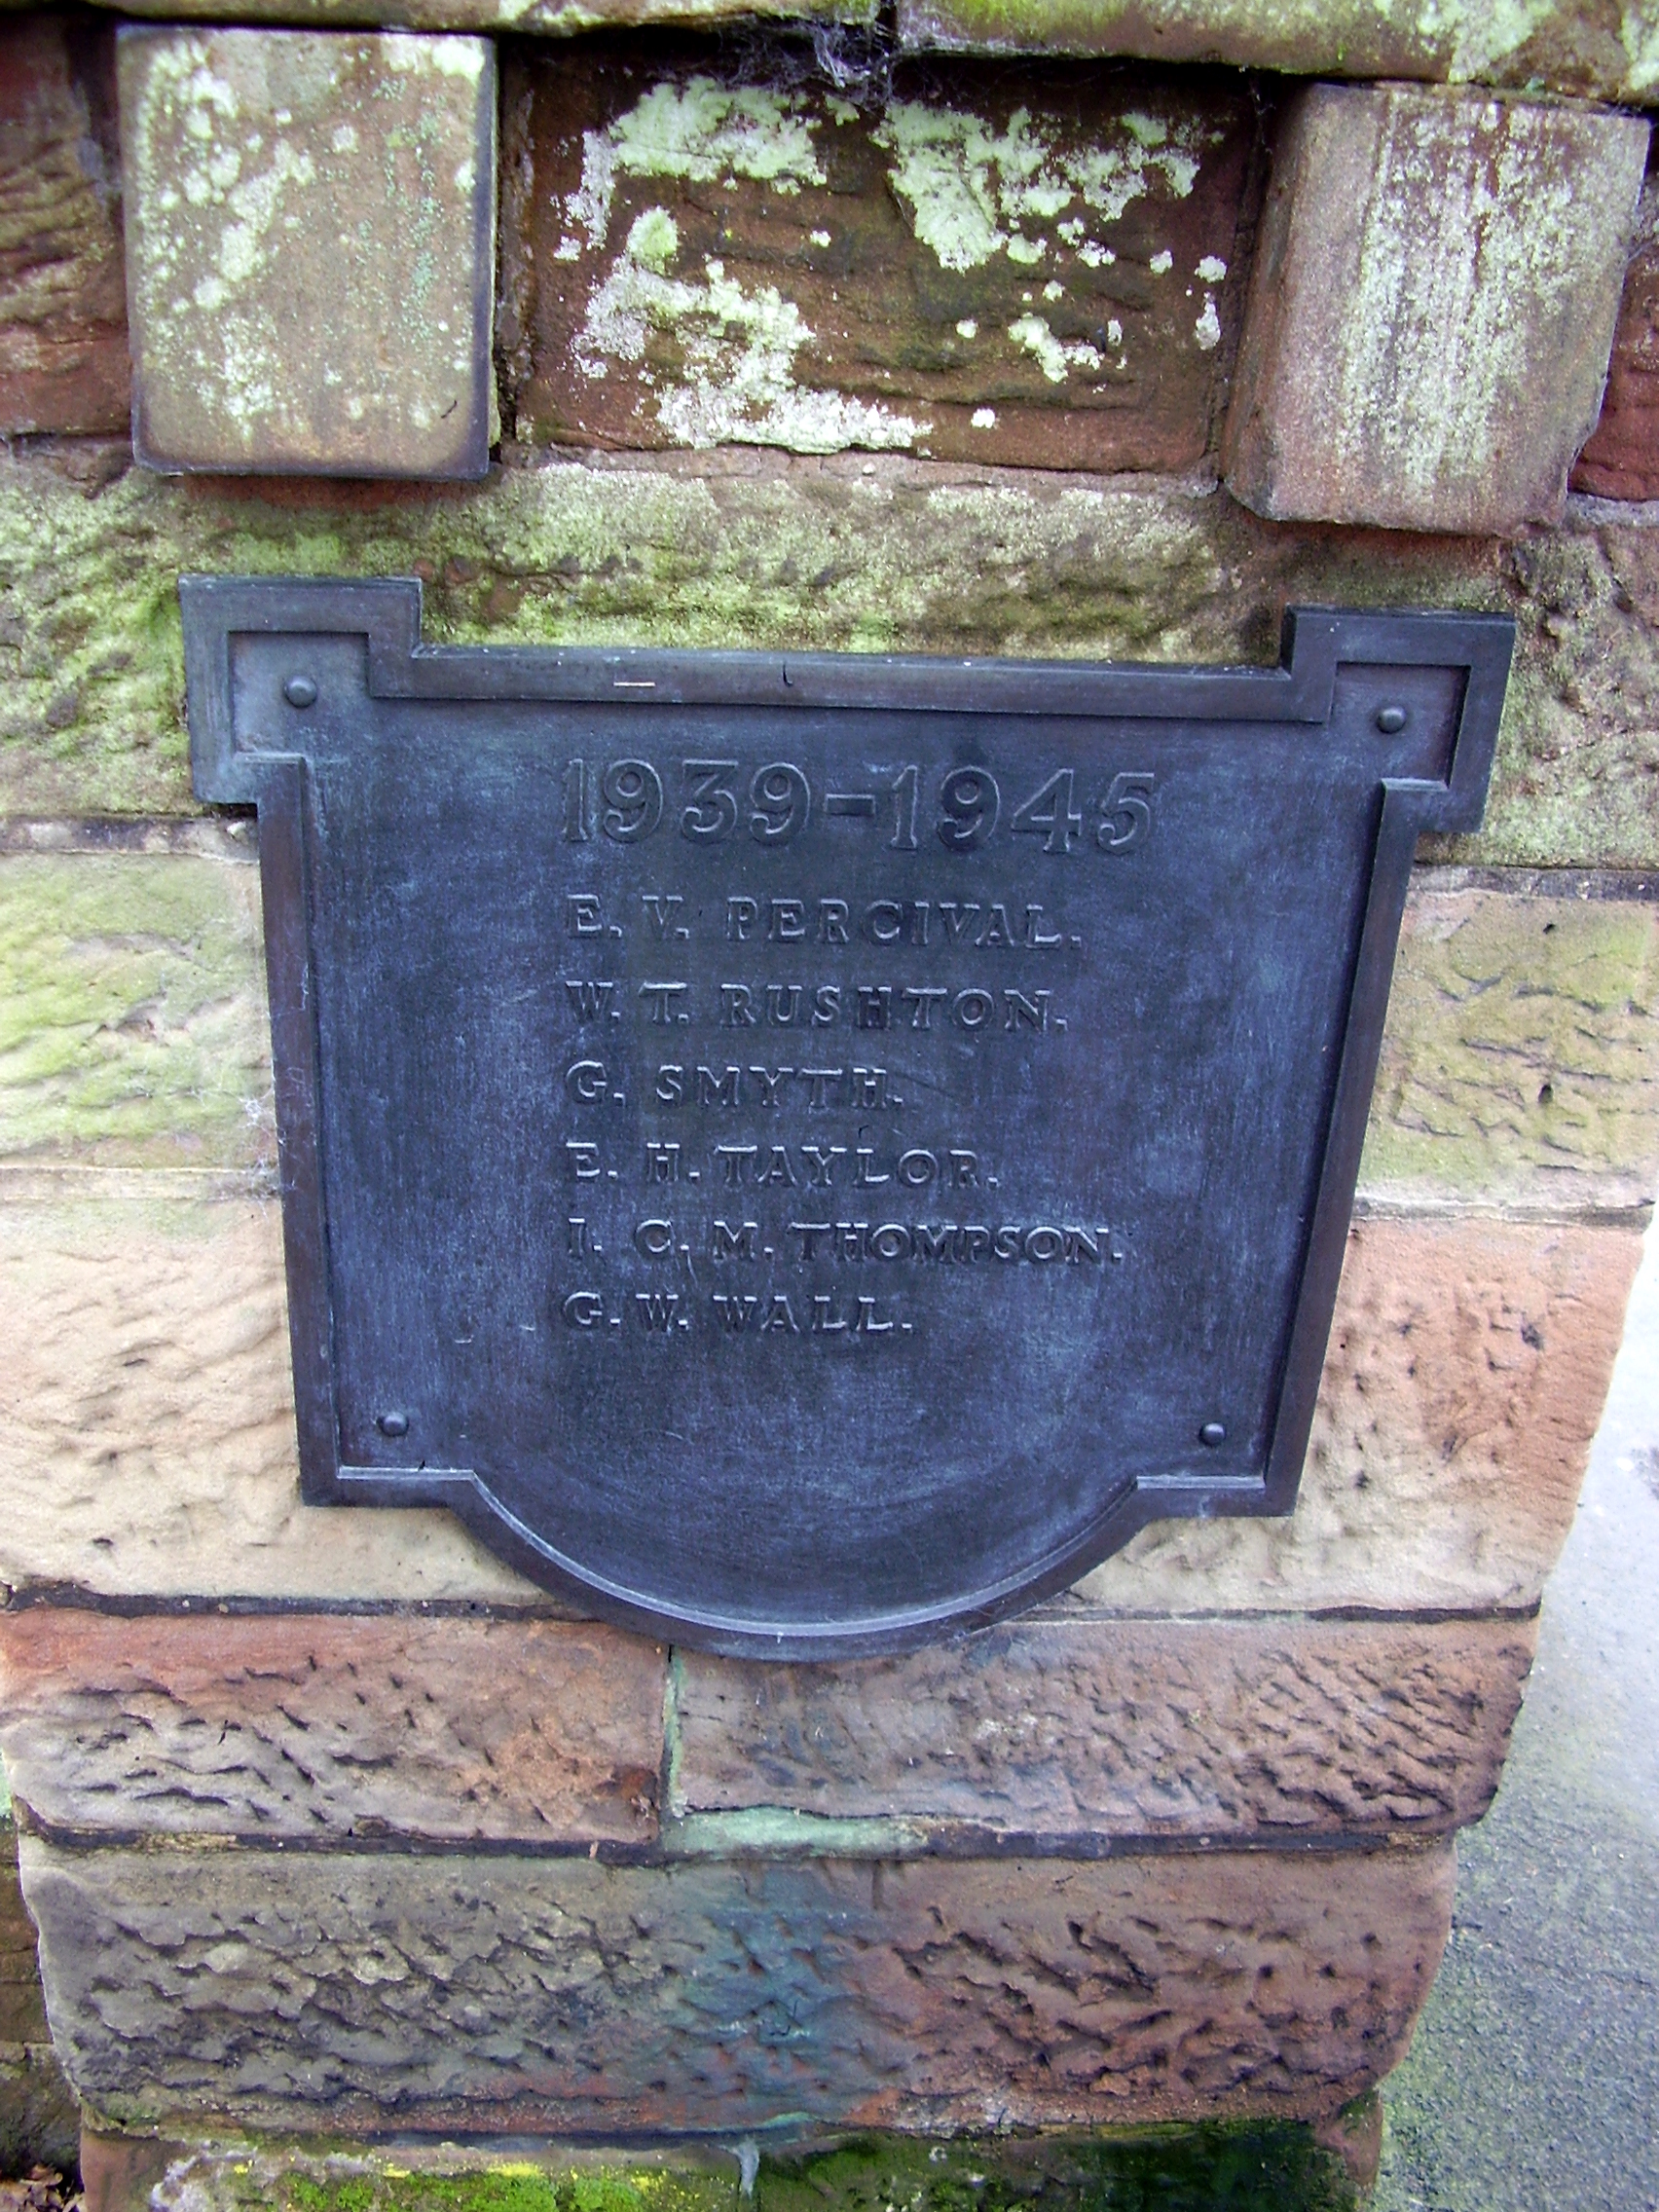 1939-1945
E. V. PERCIVAL.
W. T. RUSHTON.
G. SMYTH.
E. H. TAYLOR.
I. C. M. THOMPSON.
G. W. WALL.